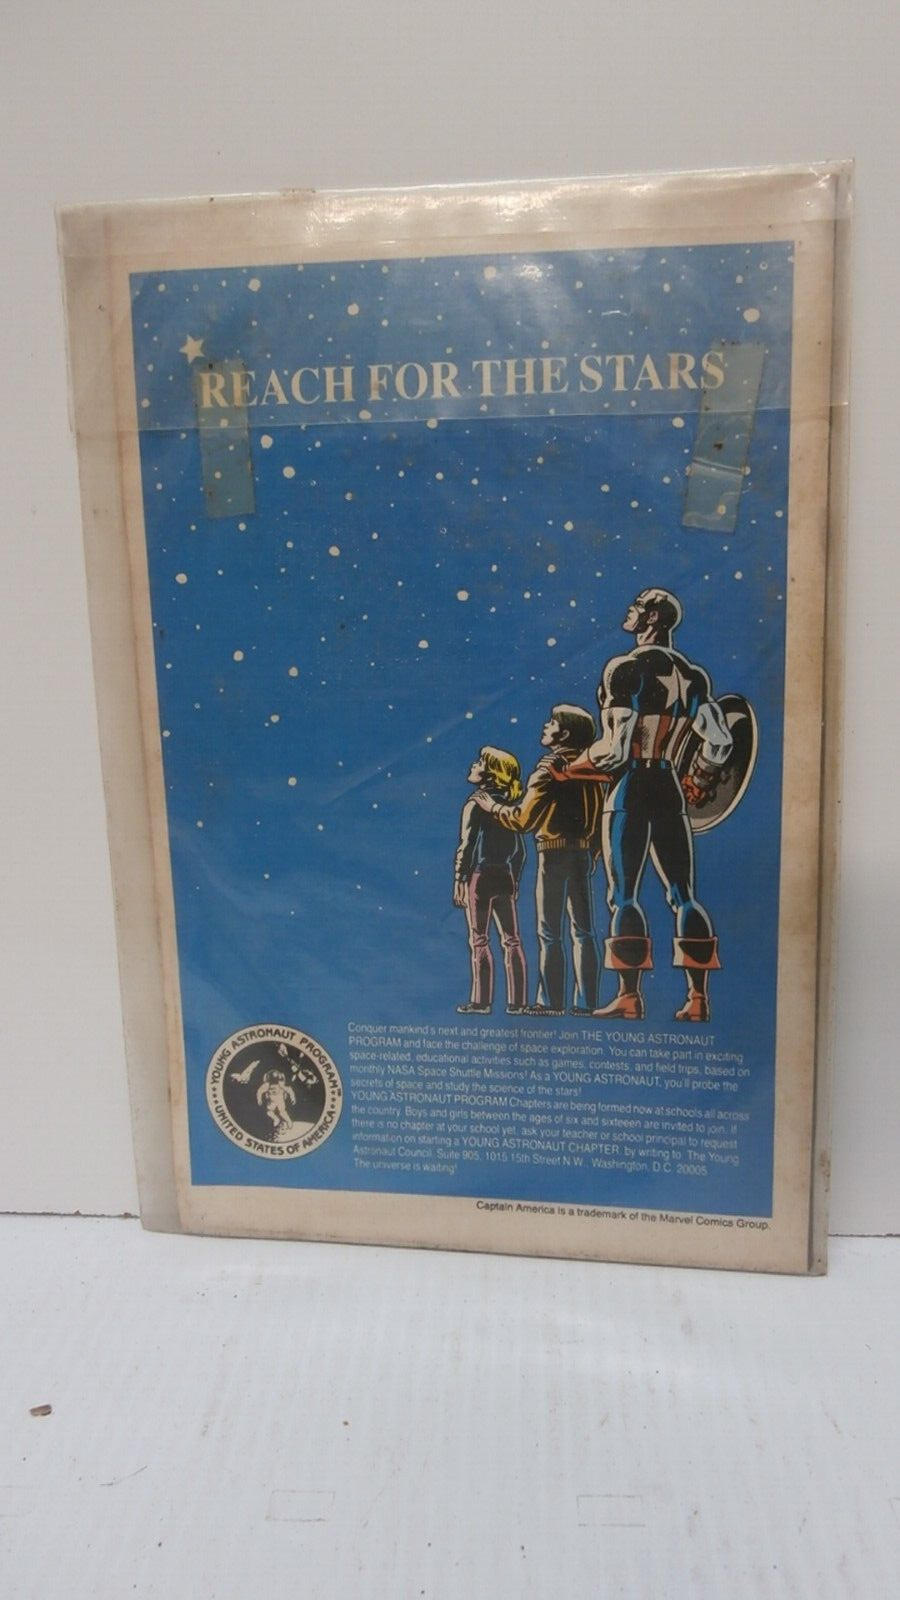 REACH FOR THE STARS
YOUNG ASTRONAUT PROGRAM™
UNITED STATES OF AMERICA
Conquer mankind's next and greatest frontier! Join THE YOUNG ASTRONAUT
PROGRAM and face the challenge of space exploration. You can take part in exciting
space-related, educational activities such as games, contests, and field trips, based on
monthly NASA Space Shuttle Missions! As a YOUNG ASTRONAUT, you'll probe the
secrets of space and study the science of the stars!
YOUNG ASTRONAUT PROGRAM Chapters are being formed now at schools all across
the country. Boys and girls between the ages of six and sixteen are invited to join. If
there is no chapter at your school yet, ask your teacher or school principal to request
information on starting a YOUNG ASTRONAUT CHAPTER, by writing to: The Young
Astronaut Council, Suite 905, 1015 15th Street N.W., Washington, D.C. 20005.
The universe is waiting!
Captain America is a trademark of the Marvel Comics Group.